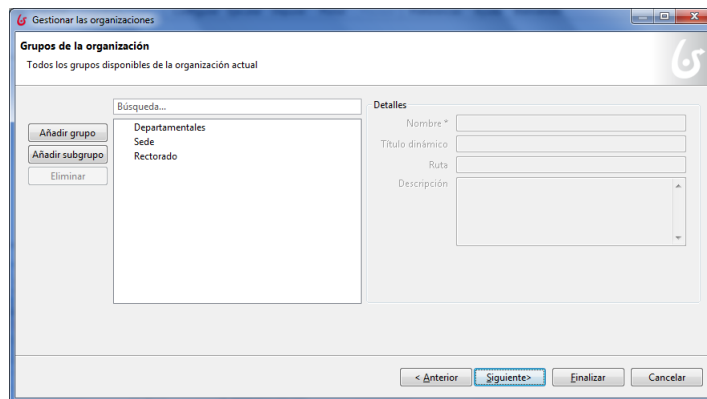 Gestionar las organizaciones
Grupos de la organización
Todos los grupos disponibles de la organización actual
Búsqueda...
Añadir grupo
Añadir subgrupo
Eliminar
Departamentales
Sede
Rectorado
Detalles
Nombre *
Título dinámico
Ruta
Descripción
< Anterior
Siguiente>
Finalizar
Cancelar